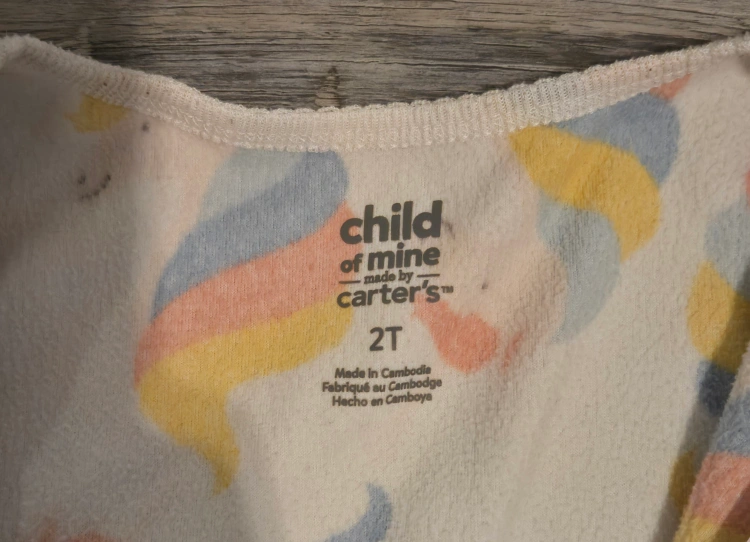 child
of mine
made by
carter's™
2T
Made in Cambodia
Fabriqué au Cambodge
Hecho en Camboya